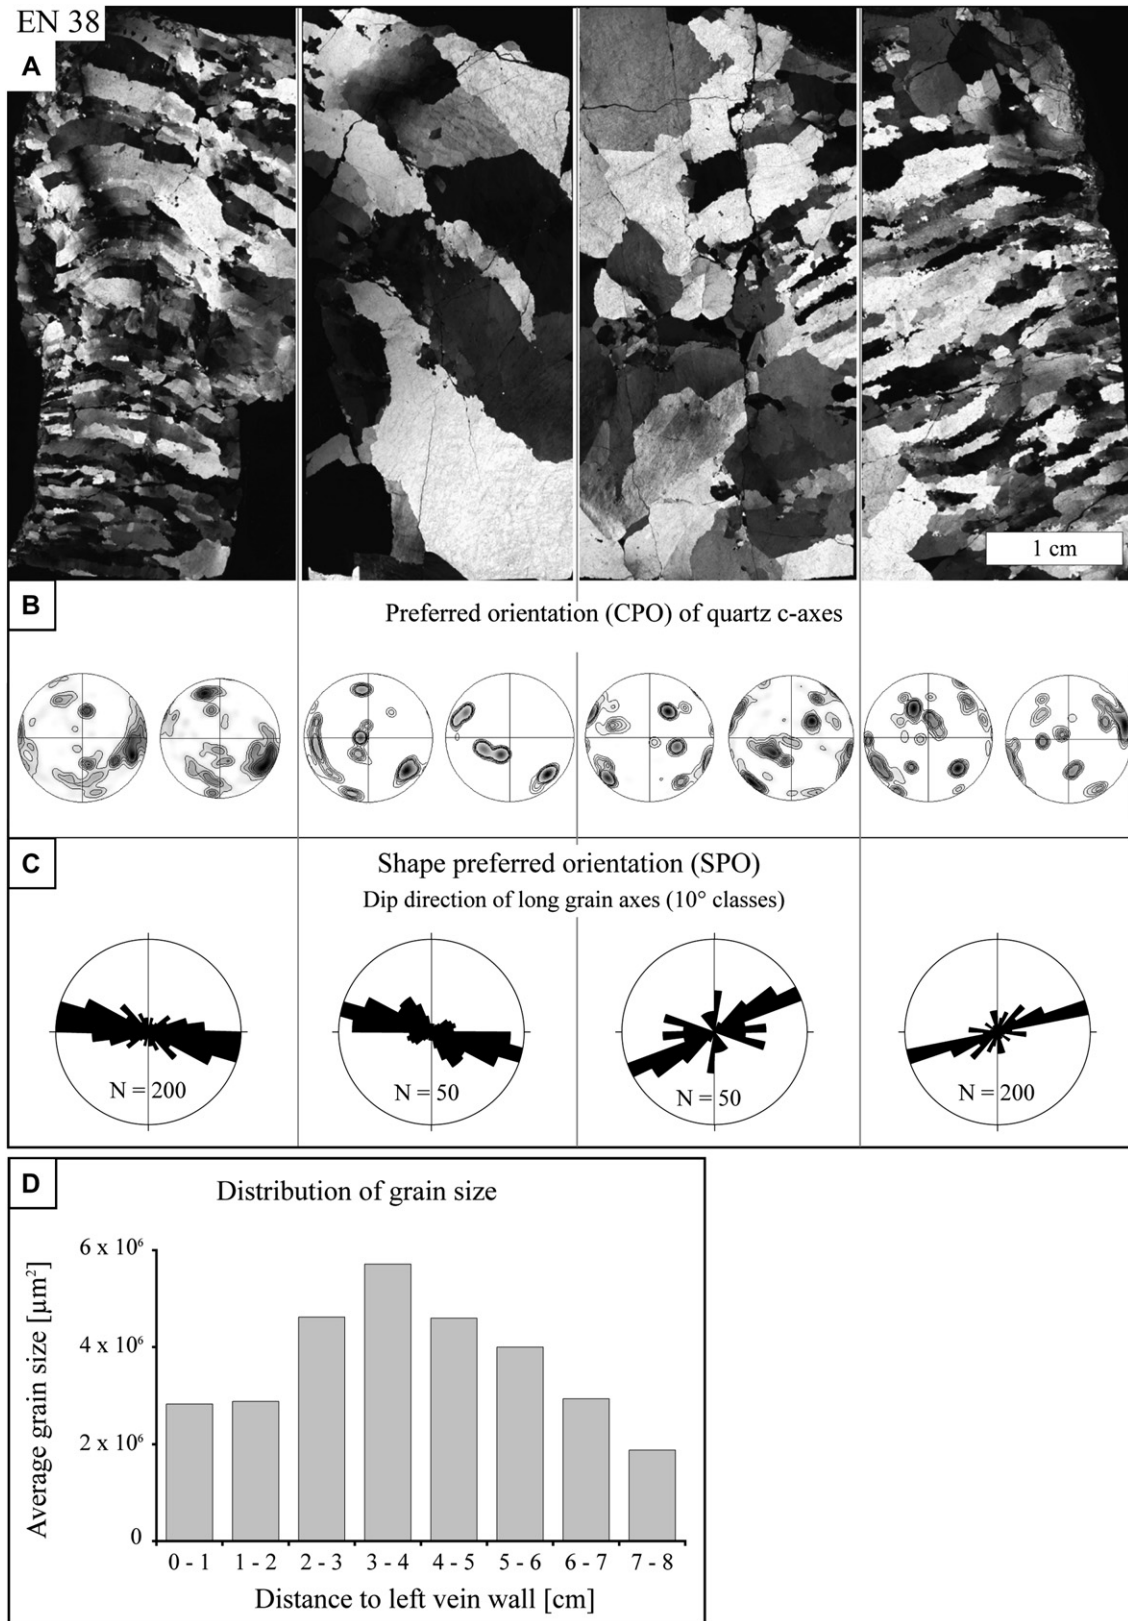 EN 38
A
1 cm
B
Preferred orientation (CPO) of quartz c-axes
C
Shape preferred orientation (SPO)
Dip direction of long grain axes (10° classes)
N = 200
N = 50
N = 50
N = 200
D
Distribution of grain size
Average grain size [µm²]
6 x 10⁶
4 x 10⁶
2 x 10⁶
0
0 - 1 1 - 2 2 - 3 3 - 4 4 - 5 5 - 6 6 - 7 7 - 8
Distance to left vein wall [cm]